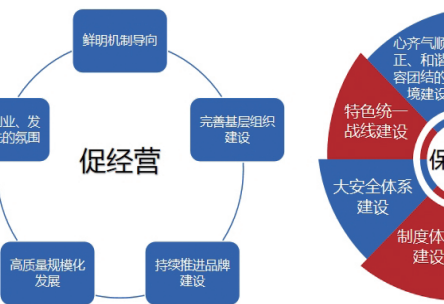 鲜明机制导向
业、发
的氛围
完善基层组织
建设
促经营
高质量规模化
发展
持续推进品牌
建设
心齐气顺
正、和谐
容团结的
境建设
特色统一
战线建设
大安全体系
建设
制度体
建设
保